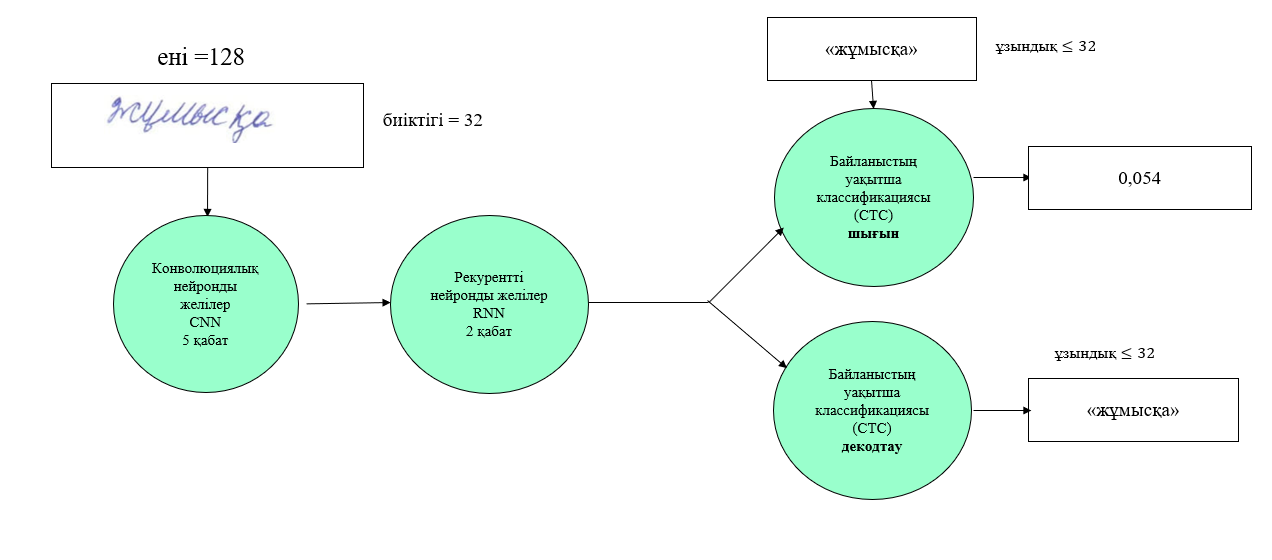 ені =128
жұмысқа
биіктігі = 32
Конволюциялық
нейронды
желілер
CNN
5 қабат
Рекурентті
нейронды желілер
RNN
2 қабат
«жұмысқа»
ұзындық ≤ 32
Байланыстың
уақытша
классификациясы
(CTC)
шығын
0,054
Байланыстың
уақытша
классификациясы
(CTC)
декодтау
ұзындық ≤ 32
«жұмысқа»